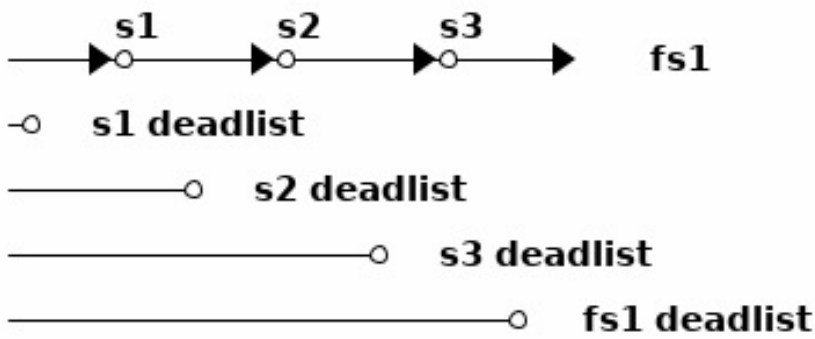 s1 s2 s3
fs1
s1 deadlist
s2 deadlist
s3 deadlist
fs1 deadlist